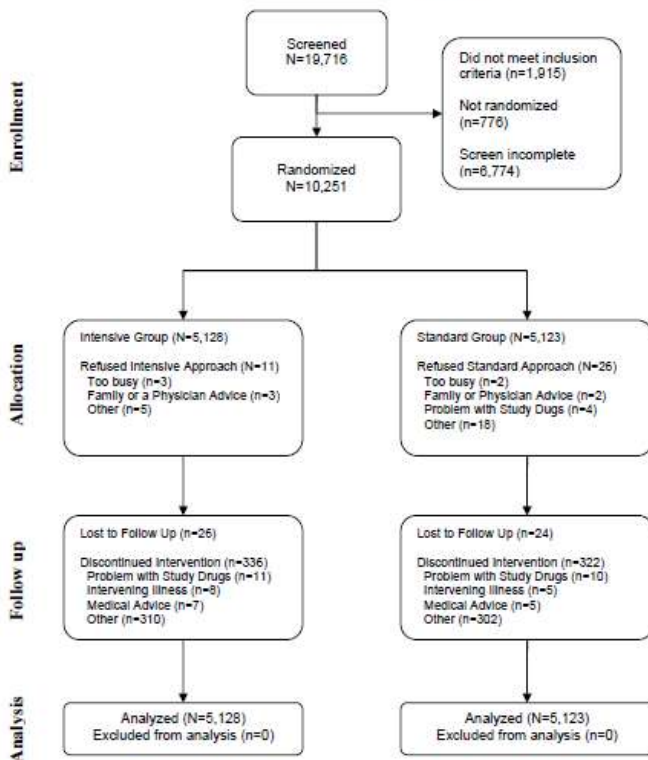 Enrollment
Screened
N=19,716
Did not meet inclusion
criteria (n=1,915)
Not randomized
(n=776)
Screen incomplete
(n=6,774)
Randomized
N=10,251
Allocation
Intensive Group (N=5,128)
Refused Intensive Approach (N=11)
Too busy (n=3)
Family or a Physician Advice (n=3)
Other (n=5)
Standard Group (N=5,123)
Refused Standard Approach (N=26)
Too busy (n=2)
Family or Physician Advice (n=2)
Problem with Study Dugs (n=4)
Other (n=18)
Follow up
Lost to Follow Up (n=26)
Discontinued Intervention (n=336)
Problem with Study Drugs (n=11)
Intervening Illness (n=8)
Medical Advice (n=7)
Other (n=310)
Lost to Follow Up (n=24)
Discontinued Intervention (n=322)
Problem with Study Drugs (n=10)
Intervening Illness (n=5)
Medical Advice (n=5)
Other (n=302)
Analysis
Analyzed (N=5,128)
Excluded from analysis (n=0)
Analyzed (N=5,123)
Excluded from analysis (n=0)